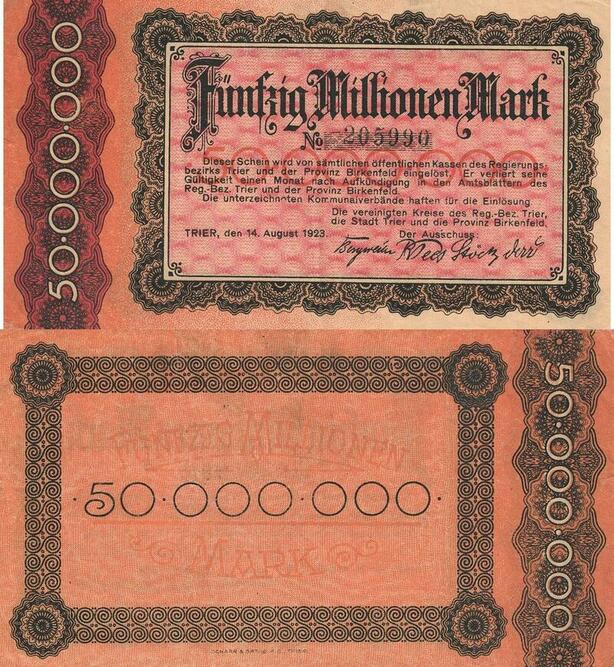 50·000·000
Fünfzig Millionen Mark
No 205990
Dieser Schein wird von sämtlichen öffentlichen Kassen des Regierungs-
bezirks Trier und der Provinz Birkenfeld eingelöst. Er verliert seine
Gültigkeit einen Monat nach Aufkündigung in den Amtsblättern des
Reg.-Bez. Trier und der Provinz Birkenfeld.
Die unterzeichneten Kommunalverbände haften für die Einlösung
Die vereinigten Kreise des Reg.-Bez. Trier,
die Stadt Trier und die Provinz Birkenfeld.
TRIER, den 14. August 1923. Der Ausschuss:
FÜNFZIG MILLIONEN
·50·000·000·
MARK
50·000·000